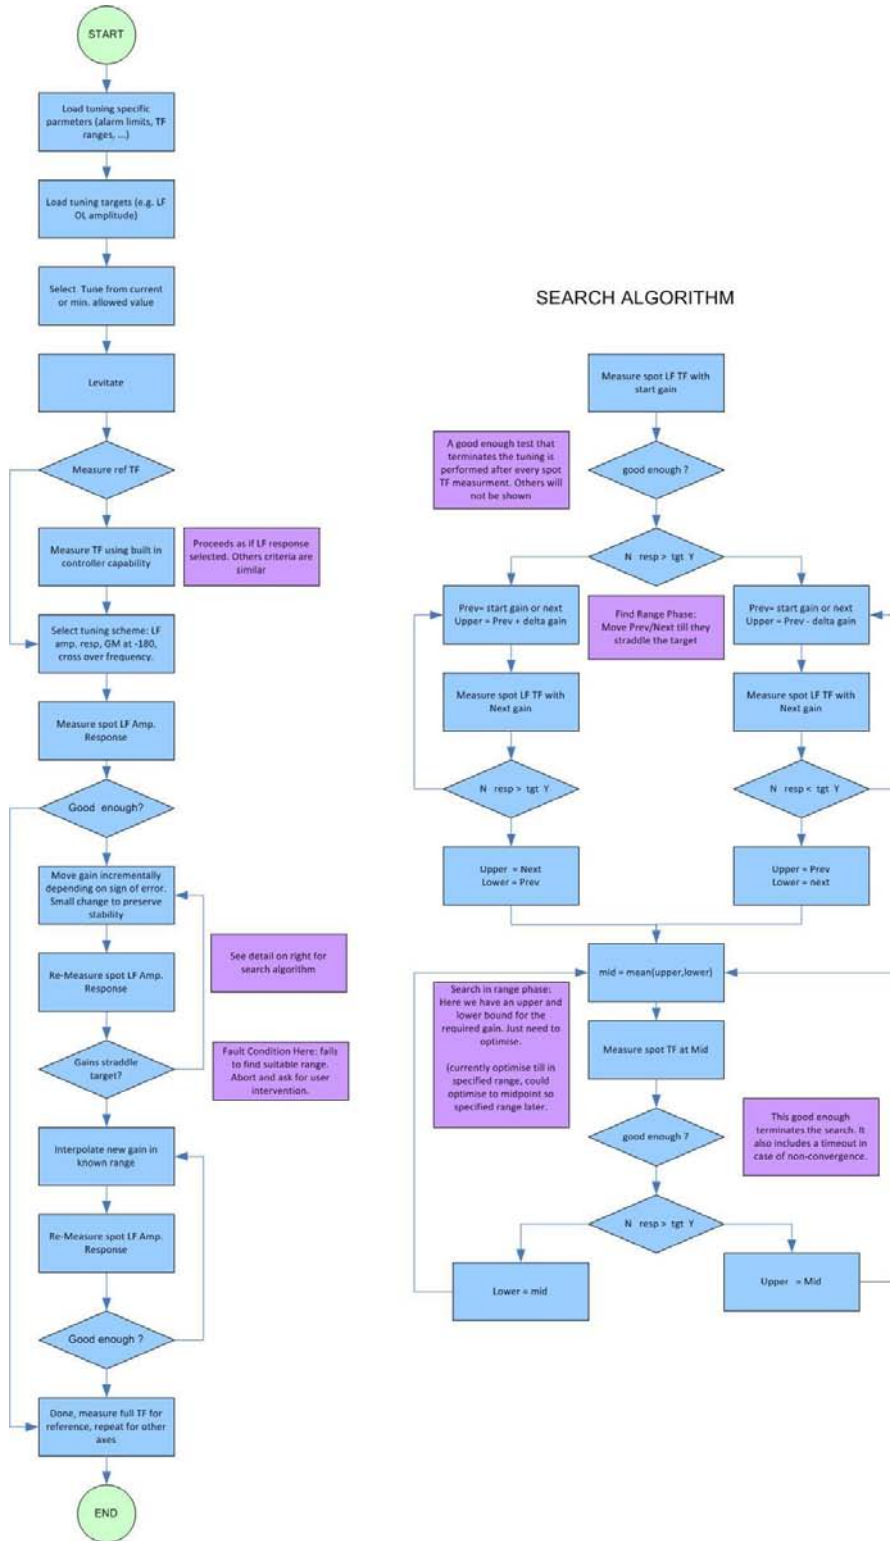 START
Load tuning specific
parmeters (alarm limits, TF
ranges, ...)
Load tuning targets (e.g. LF
OL amplitude)
Select Tune from current
or min. allowed value
Levitate
Measure ref TF
Measure TF using built in
controller capability
Proceeds as if LF response
selected. Others criteria are
similar
Select tuning scheme: LF
amp. resp, GM at -180,
cross over frequency.
Measure spot LF Amp.
Response
Good enough?
Move gain incrementally
depending on sign of error.
Small change to preserve
stability
See detail on right for
search algorithm
Re-Measure spot LF Amp.
Response
Gains straddle
target?
Fault Condition Here: fails
to find suitable range.
Abort and ask for user
intervention.
Interpolate new gain in
known range
Re-Measure spot LF Amp.
Response
Good enough ?
Done, measure full TF for
reference, repeat for other
axes
END
SEARCH ALGORITHM
Measure spot LF TF with
start gain
A good enough test that
terminates the tuning is
performed after every spot
TF measurment. Others will
not be shown
good enough ?
N resp > tgt Y
Prev= start gain or next
Upper = Prev + delta gain
Find Range Phase:
Move Prev/Next till they
straddle the target
Prev= start gain or next
Upper = Prev - delta gain
Measure spot LF TF with
Next gain
Measure spot LF TF with
Next gain
N resp > tgt Y
N resp < tgt Y
Upper = Next
Lower = Prev
Upper = Prev
Lower = next
mid = mean(upper,lower)
Search in range phase:
Here we have an upper and
lower bound for the
required gain. Just need to
optimise.
(currently optimise till in
specified range, could
optimise to midpoint so
specified range later.
Measure spot TF at Mid
good enough ?
This good enough
terminates the search. It
also includes a timeout in
case of non-convergence.
N resp > tgt Y
Lower = mid
Upper = Mid